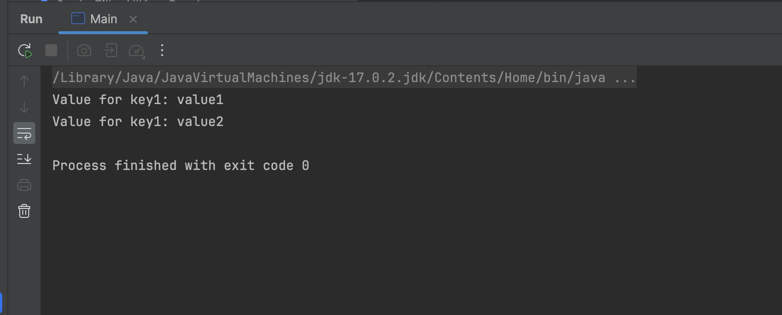 Run
Main
/Library/Java/JavaVirtualMachines/jdk-17.0.2.jdk/Contents/Home/bin/java ...
Value for key1: value1
Value for key1: value2
Process finished with exit code 0